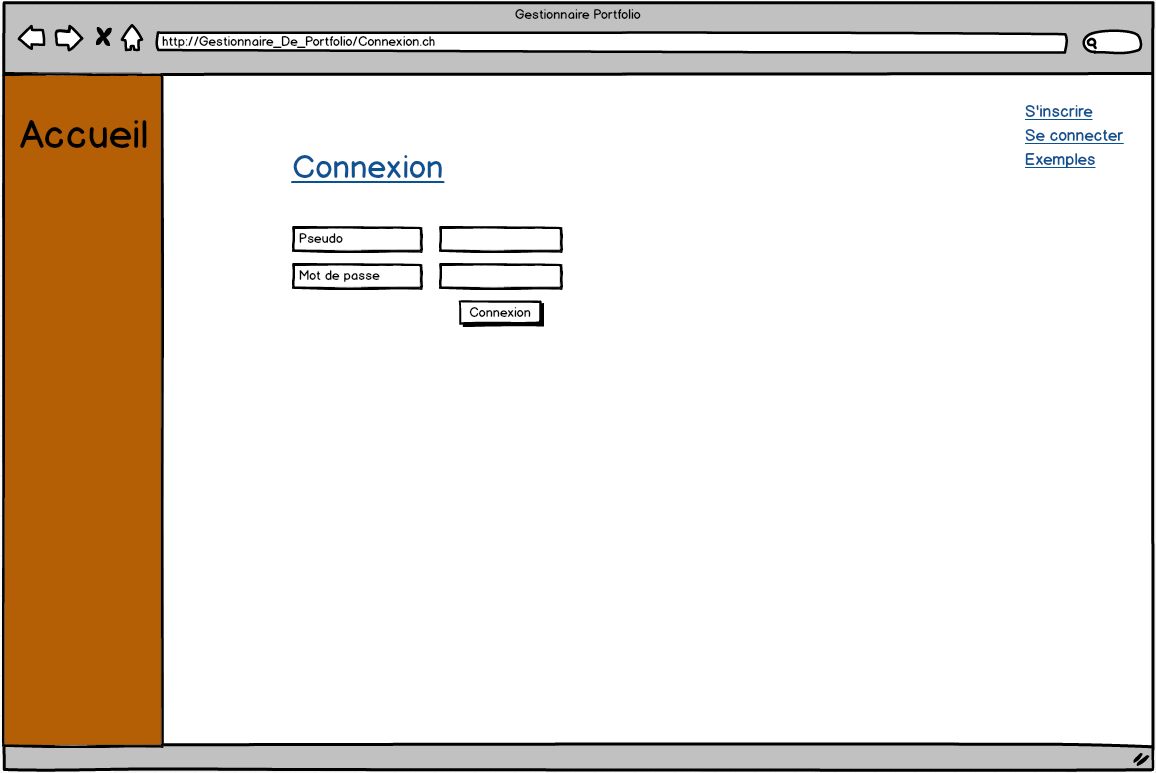 Gestionnaire Portfolio
http://Gestionnaire_De_Portfolio/Connexion.ch
Accueil
S'inscrire
Se connecter
Exemples
Connexion
Pseudo
Mot de passe
Connexion